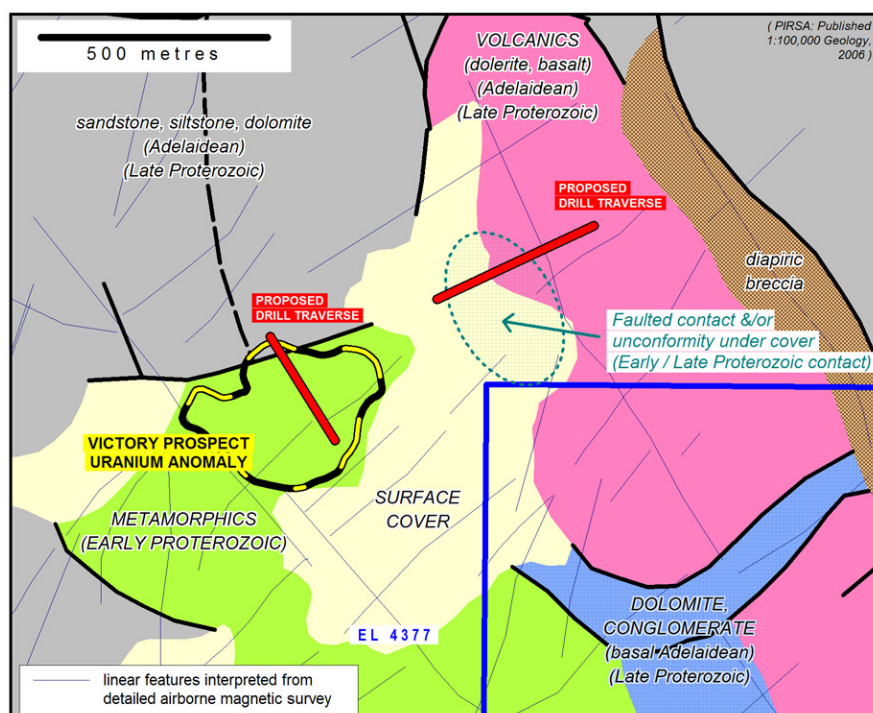 500 metres
( PIRSA: Published
1:100,000 Geology,
2006 )
VOLCANICS
(dolerite, basalt)
(Adelaidean)
(Late Proterozoic)
sandstone, siltstone, dolomite
(Adelaidean)
(Late Proterozoic)
PROPOSED
DRILL TRAVERSE
diapiric
breccia
PROPOSED
DRILL TRAVERSE
Faulted contact &/or
unconformity under cover
(Early / Late Proterozoic contact)
VICTORY PROSPECT
URANIUM ANOMALY
SURFACE
COVER
METAMORPHICS
(EARLY PROTEROZOIC)
DOLOMITE,
CONGLOMERATE
(basal Adelaidean)
(Late Proterozoic)
EL 4377
linear features interpreted from
detailed airborne magnetic survey